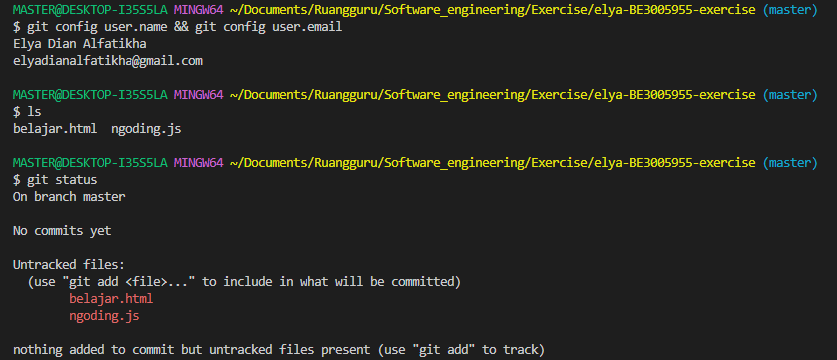 MASTER@DESKTOP-I35S5LA MINGW64 ~/Documents/Ruangguru/Software_engineering/Exercise/elya-BE3005955-exercise (master)
$ git config user.name && git config user.email
Elya Dian Alfatikha
elyadianalfatikha@gmail.com
MASTER@DESKTOP-I35S5LA MINGW64 ~/Documents/Ruangguru/Software_engineering/Exercise/elya-BE3005955-exercise (master)
$ ls
belajar.html  ngoding.js
MASTER@DESKTOP-I35S5LA MINGW64 ~/Documents/Ruangguru/Software_engineering/Exercise/elya-BE3005955-exercise (master)
$ git status
On branch master
No commits yet
Untracked files:
  (use "git add <file>..." to include in what will be committed)
        belajar.html
        ngoding.js
nothing added to commit but untracked files present (use "git add" to track)